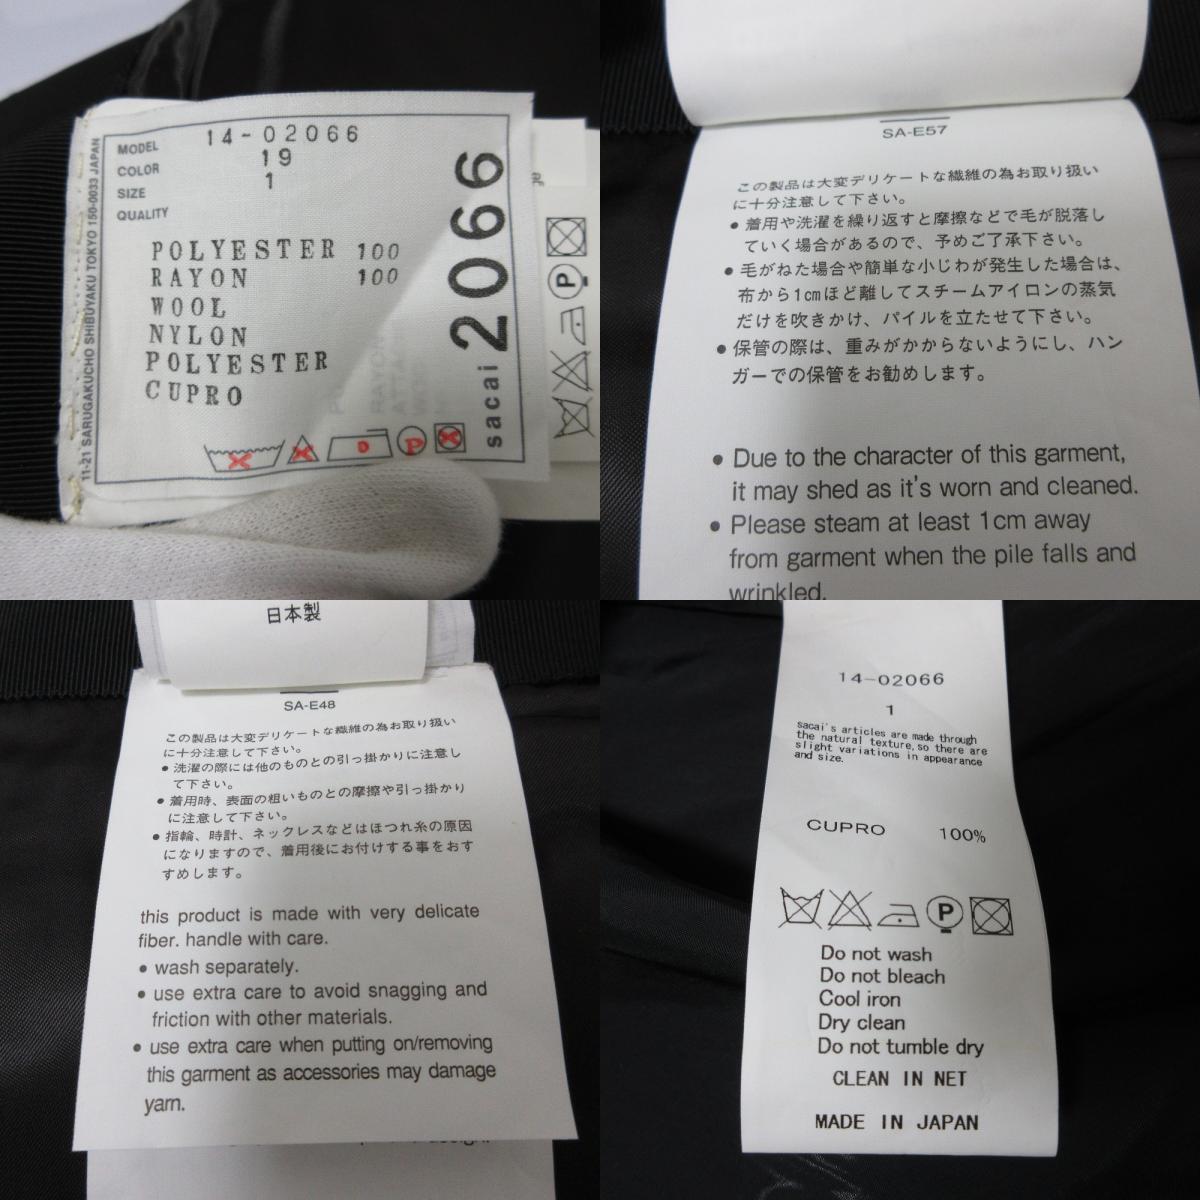 MODEL 14-02066
COLOR 19
SIZE 1
QUALITY
POLYESTER 100
RAYON 100
WOOL
NYLON
POLYESTER
CUPRO
sacai 2066
11-21 SARUGAKUCHO SHIBUYAKU TOKYO 150-0033 JAPAN
SA-E57
この製品は大変デリケートな繊維の為お取り扱い
に十分注意して下さい。
● 着用や洗濯を繰り返すと摩擦などで毛が脱落し
ていく場合があるので、予めご了承下さい。
● 毛がねた場合や簡単な小じわが発生した場合は、
布から1cmほど離してスチームアイロンの蒸気
だけを吹きかけ、パイルを立たせて下さい。
● 保管の際は、重みがかからないようにし、ハン
ガーでの保管をお勧めします。
● Due to the character of this garment,
it may shed as it's worn and cleaned.
● Please steam at least 1cm away
from garment when the pile falls and
wrinkled.
日本製
SA-E48
この製品は大変デリケートな繊維の為お取り扱い
に十分注意して下さい。
● 洗濯の際には他のものとの引っ掛かりに注意し
て下さい。
● 着用時、表面の粗いものとの摩擦や引っ掛かり
に注意して下さい。
● 指輪、時計、ネックレスなどはほつれ糸の原因
になりますので、着用後にお付けする事をおす
すめします。
this product is made with very delicate
fiber. handle with care.
● wash separately.
● use extra care to avoid snagging and
friction with other materials.
● use extra care when putting on/removing
this garment as accessories may damage
yarn.
14-02066
1
sacai's articles are made through
the natural texture,so there are
slight variations in appearance
and size.
CUPRO 100%
Do not wash
Do not bleach
Cool iron
Dry clean
Do not tumble dry
CLEAN IN NET
MADE IN JAPAN